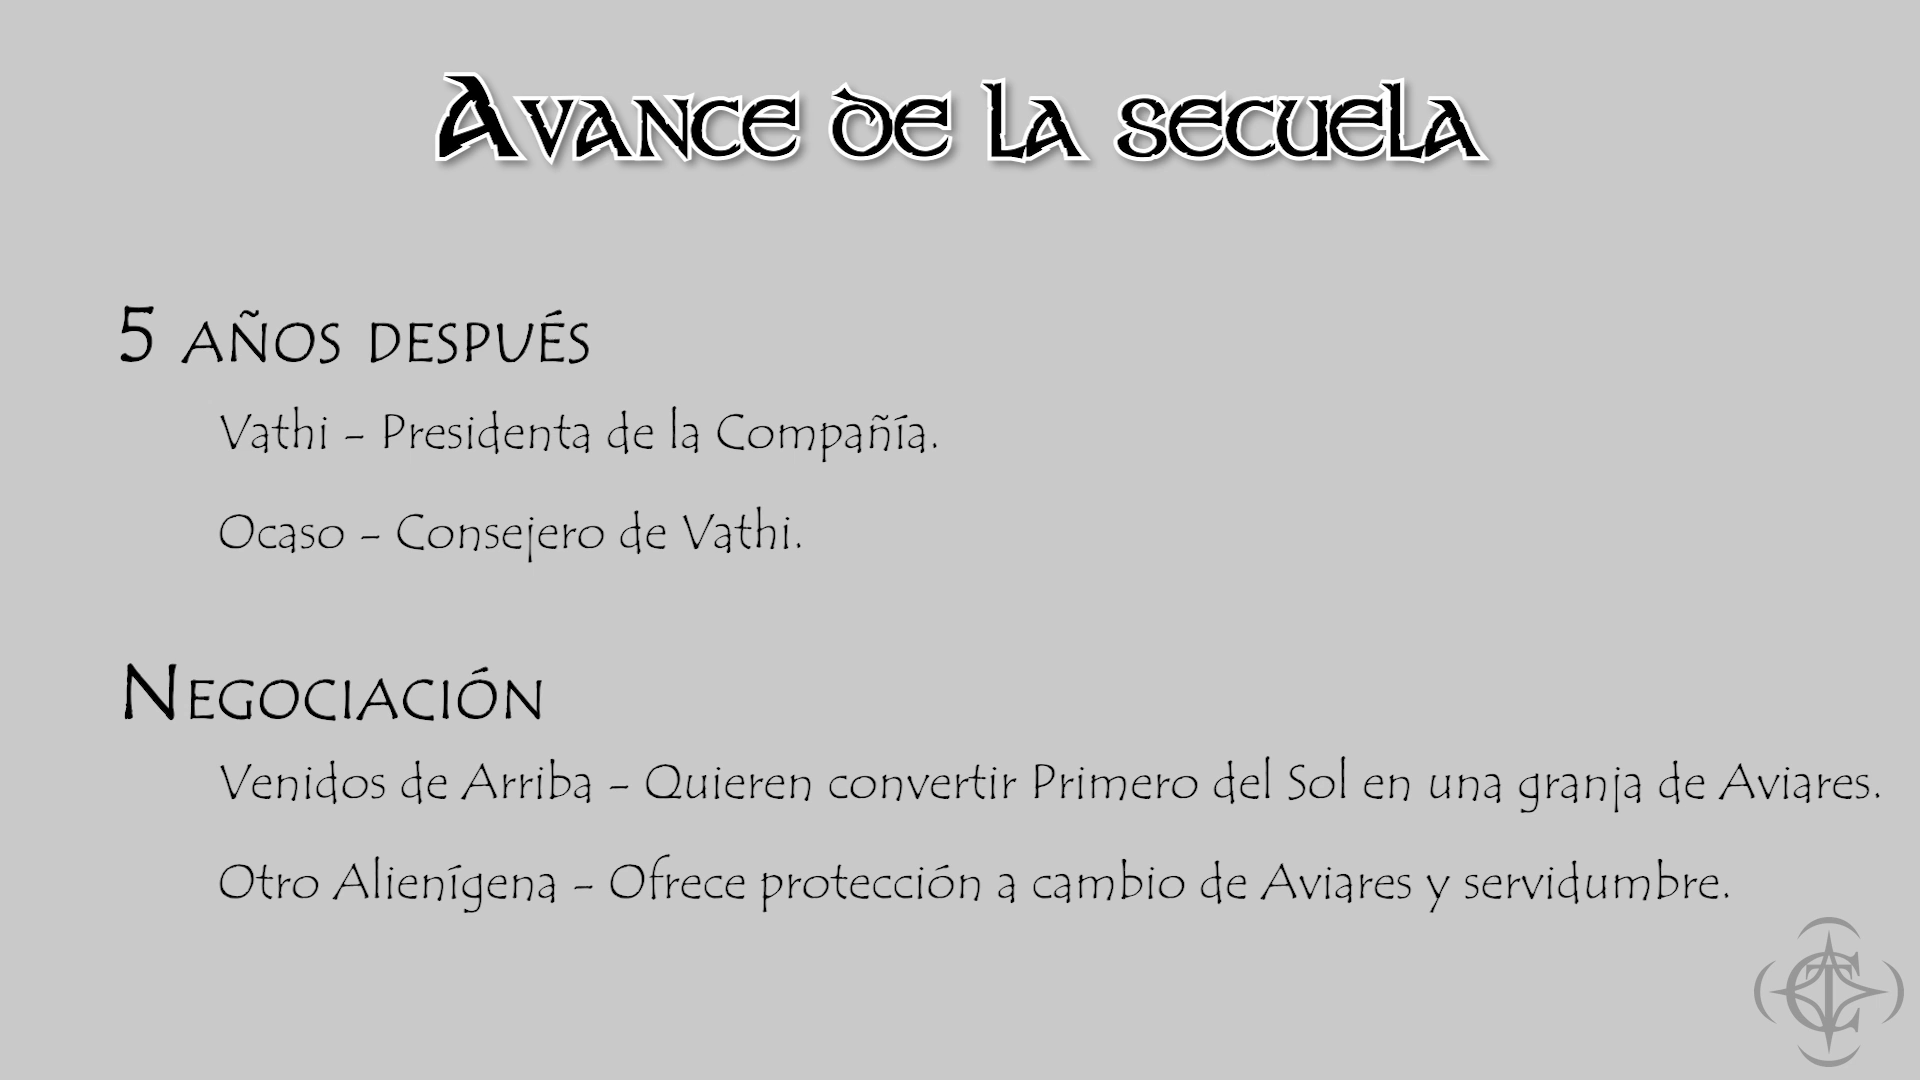 Avance de la secuela
5 años después
Vathi - Presidenta de la Compañía.
Ocaso - Consejero de Vathi.
Negociación
Venidos de Arriba - Quieren convertir Primero del Sol en una granja de Aviares.
Otro Alienígena - Ofrece protección a cambio de Aviares y servidumbre.